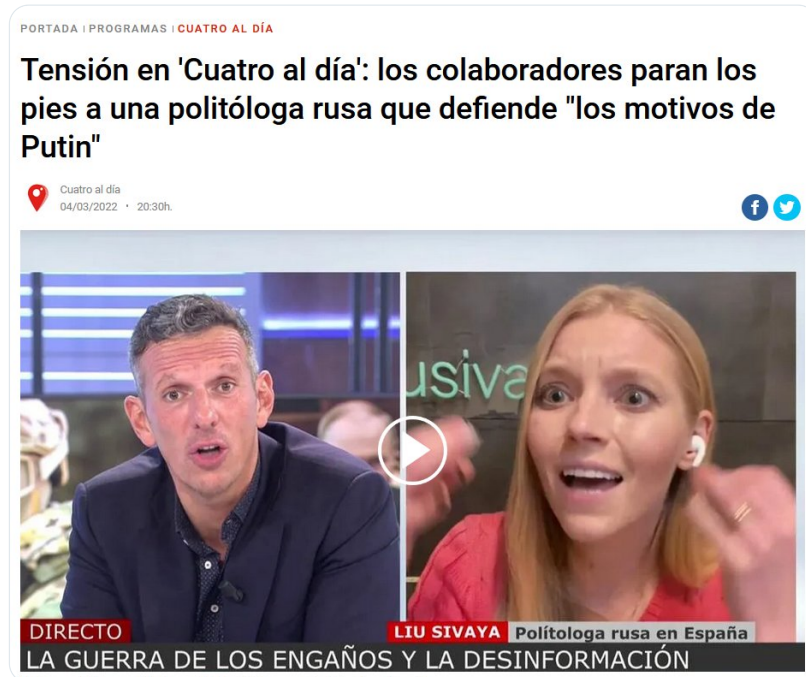 PORTADA | PROGRAMAS | CUATRO AL DÍA
Tensión en 'Cuatro al día': los colaboradores paran los
pies a una politóloga rusa que defiende "los motivos de
Putin"
Cuatro al día
04/03/2022 · 20:30h.
f
usiva
DIRECTO
LIU SIVAYA Polítologa rusa en España
LA GUERRA DE LOS ENGAÑOS Y LA DESINFORMACIÓN